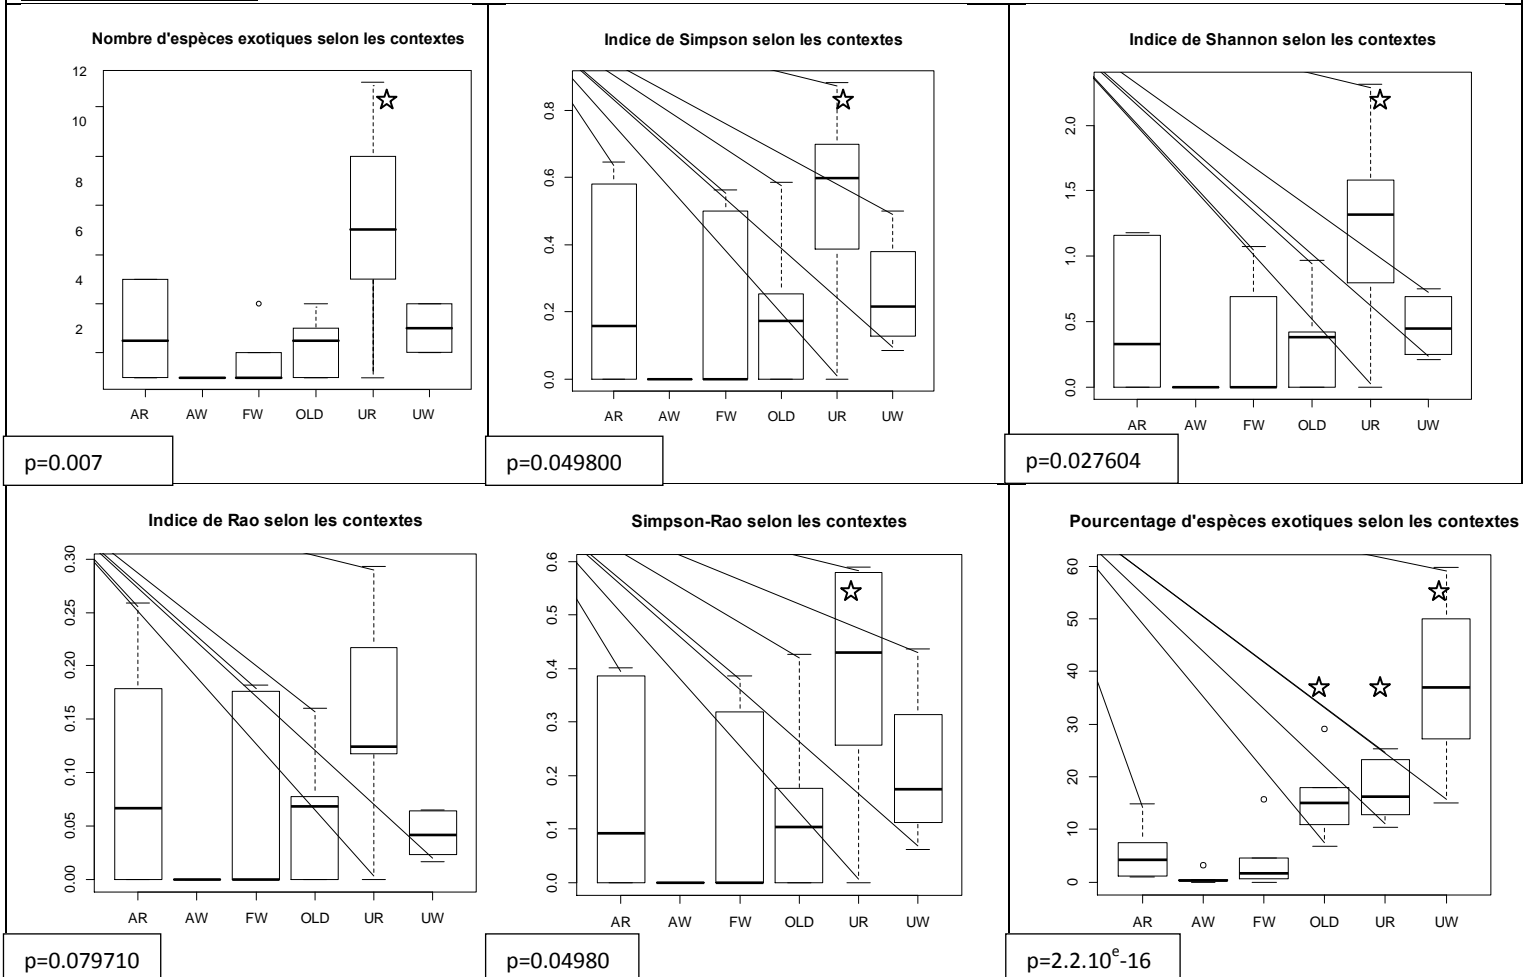 Nombre d'espèces exotiques selon les contextes
12
10
8
6
4
2
AR AW FW OLD UR UW
p=0.007
Indice de Simpson selon les contextes
0.8
0.6
0.4
0.2
0.0
AR AW FW OLD UR UW
p=0.049800
Indice de Shannon selon les contextes
2.0
1.5
1.0
0.5
0.0
AR AW FW OLD UR UW
p=0.027604
Indice de Rao selon les contextes
0.30
0.25
0.20
0.15
0.10
0.05
0.00
AR AW FW OLD UR UW
p=0.079710
Simpson-Rao selon les contextes
0.6
0.5
0.4
0.3
0.2
0.1
0.0
AR AW FW OLD UR UW
p=0.04980
Pourcentage d'espèces exotiques selon les contextes
60
50
40
30
20
10
0
AR AW FW OLD UR UW
p=2.2.10e-16